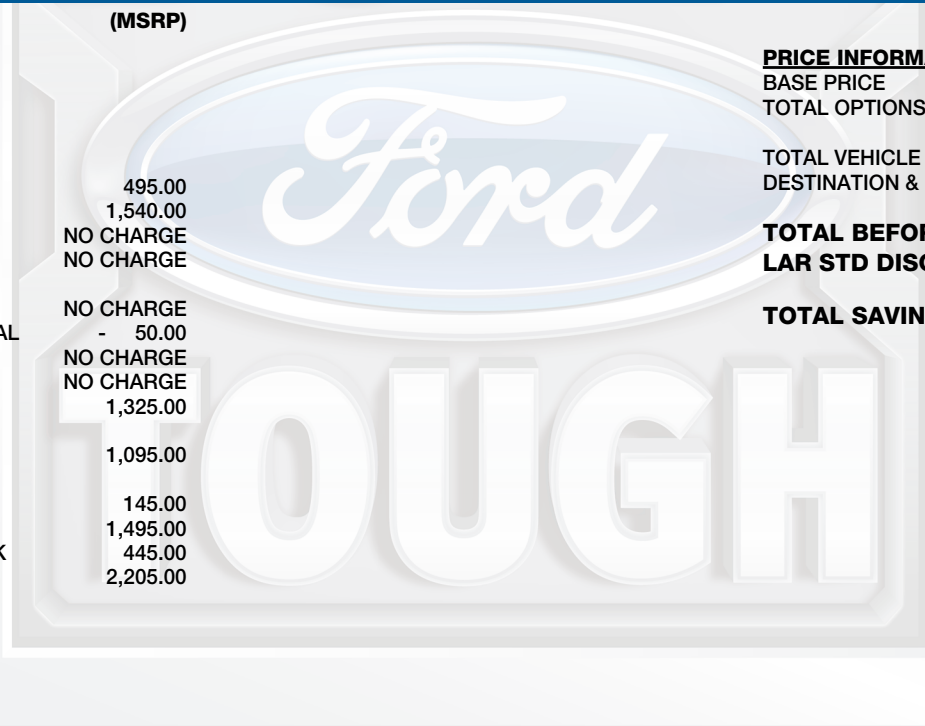 (MSRP)
495.00
1,540.00
NO CHARGE
NO CHARGE
NO CHARGE
AL - 50.00
NO CHARGE
NO CHARGE
1,325.00
1,095.00
145.00
1,495.00
K 445.00
2,205.00
PRICE INFORMA
BASE PRICE
TOTAL OPTIONS
TOTAL VEHICLE
DESTINATION &
TOTAL BEFOR
LAR STD DISC
TOTAL SAVIN
Ford
TOUGH